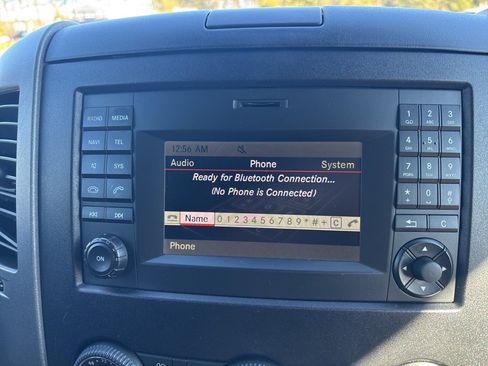 RADIO MEDIA
NAVI TEL
SYS
ON
12:56 AM
Audio Phone System
Ready for Bluetooth Connection...
(No Phone is Connected)
Name 0 1 2 3 4 5 6 7 8 9 * # + C
Phone
1 2 3
4 5 6
7 8 9
* 0 #
C